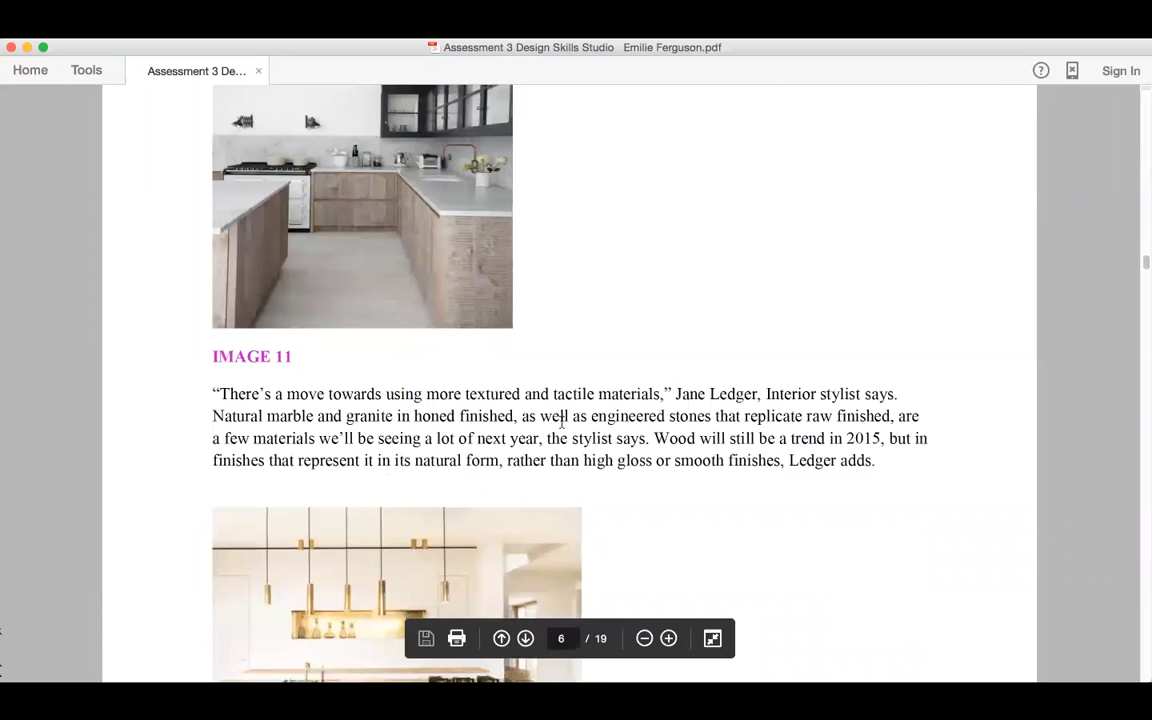 Assessment 3 Design Skills Studio Emilie Ferguson.pdf
Home Tools Assessment 3 De... × ? Sign In
IMAGE 11
“There’s a move towards using more textured and tactile materials,” Jane Ledger, Interior stylist says.
Natural marble and granite in honed finished, as well as engineered stones that replicate raw finished, are
a few materials we’ll be seeing a lot of next year, the stylist says. Wood will still be a trend in 2015, but in
finishes that represent it in its natural form, rather than high gloss or smooth finishes, Ledger adds.
6 / 19